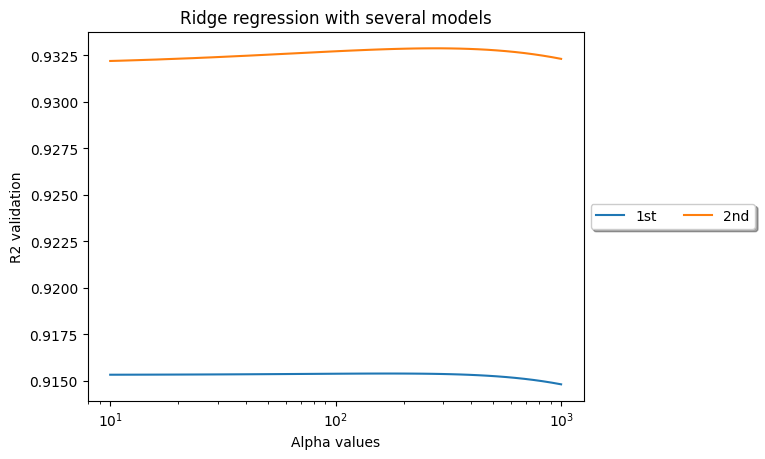 Ridge regression with several models
R2 validation
0.9325
0.9300
0.9275
0.9250
0.9225
0.9200
0.9175
0.9150
10¹
10²
10³
Alpha values
1st
2nd